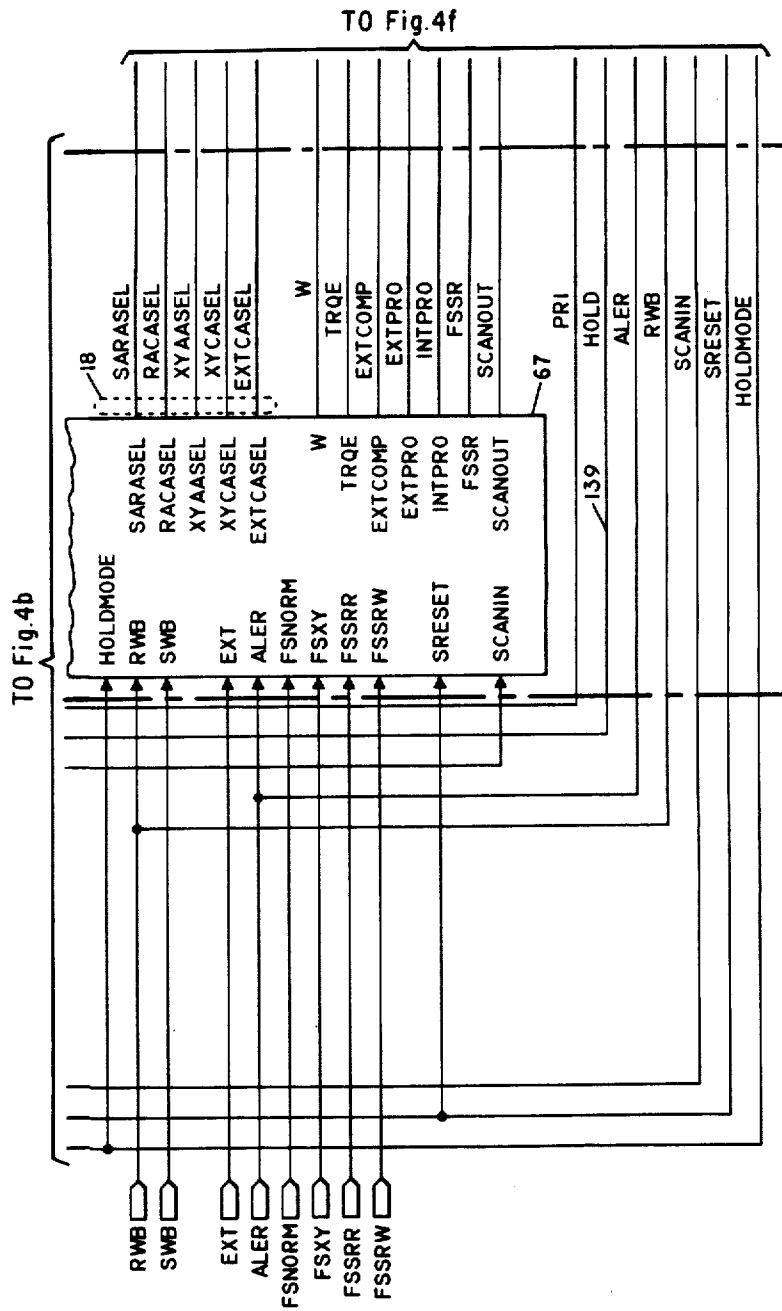 TO Fig.4b
TO Fig.4f
18
SARASEL
RACASEL
XYAASEL
XYCASEL
EXTCASEL
W
TRQE
EXTCOMP
EXTPRO
INTPRO
FSSR
SCANOUT
67
HOLDMODE
RWB
SWB
EXT
ALER
FSNORM
FSXY
FSSRR
FSSRW
SRESET
SCANIN
SARASEL
RACASEL
XYAASEL
XYCASEL
EXTCASEL
W
TRQE
EXTCOMP
EXTPRO
INTPRO
FSSR
SCANOUT
RWB
SWB
EXT
ALER
FSNORM
FSXY
FSSRR
FSSRW
139
PRI
HOLD
ALER
RWB
SCANIN
SRESET
HOLDMODE